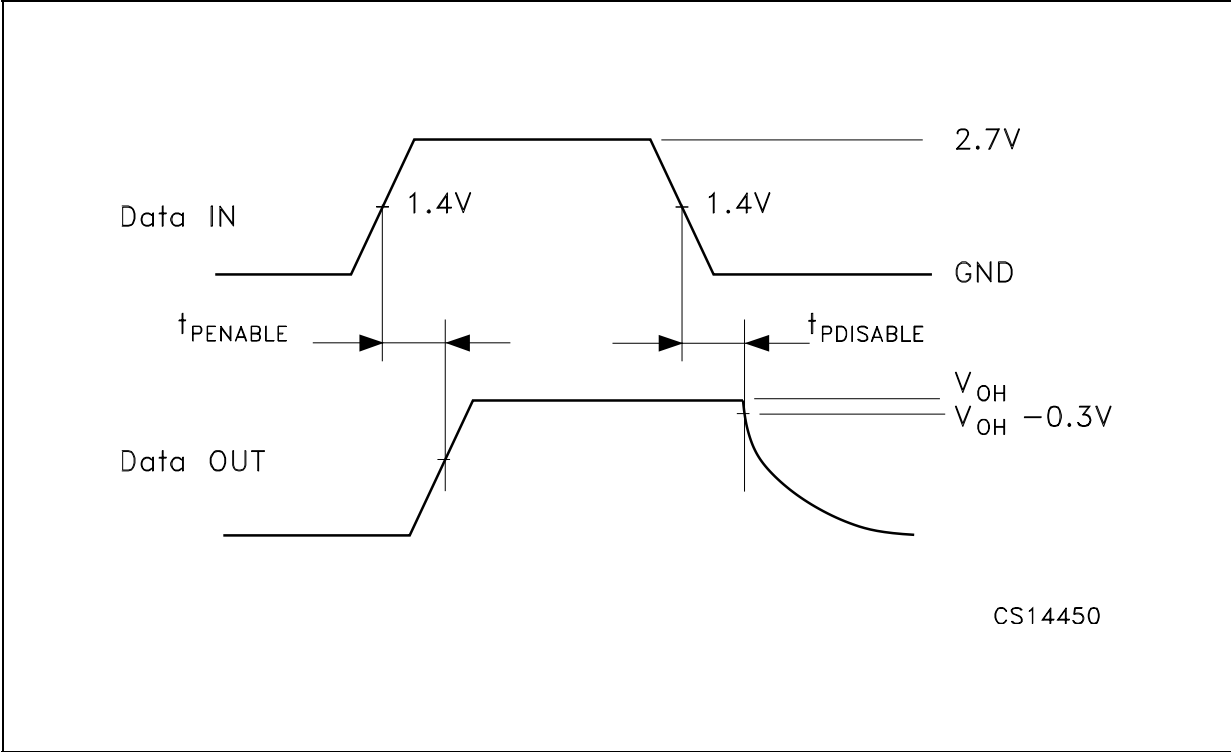 2.7V
Data IN
1.4V
1.4V
GND
tPENABLE
tPDISABLE
VOH
VOH -0.3V
Data OUT
CS14450